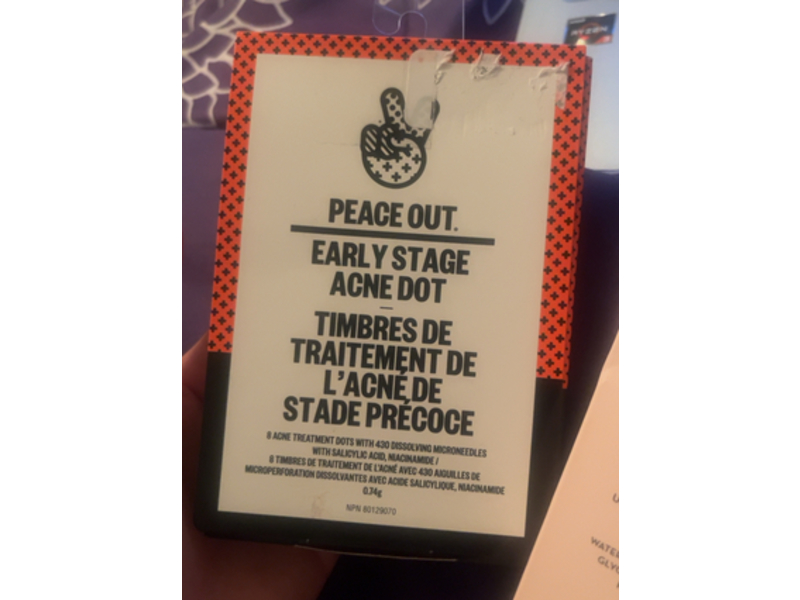 RYZEN
PEACE OUT.
EARLY STAGE
ACNE DOT
TIMBRES DE
TRAITEMENT DE
L'ACNÉ DE
STADE PRÉCOCE
8 ACNE TREATMENT DOTS WITH 430 DISSOLVING MICRONEEDLES
WITH SALICYLIC ACID, NIACINAMIDE /
8 TIMBRES DE TRAITEMENT DE L'ACNÉ AVEC 430 AIGUILLES DE
MICROPERFORATION DISSOLVANTES AVEC ACIDE SALICYLIQUE, NIACINAMIDE
0.74g
NPN 80129070